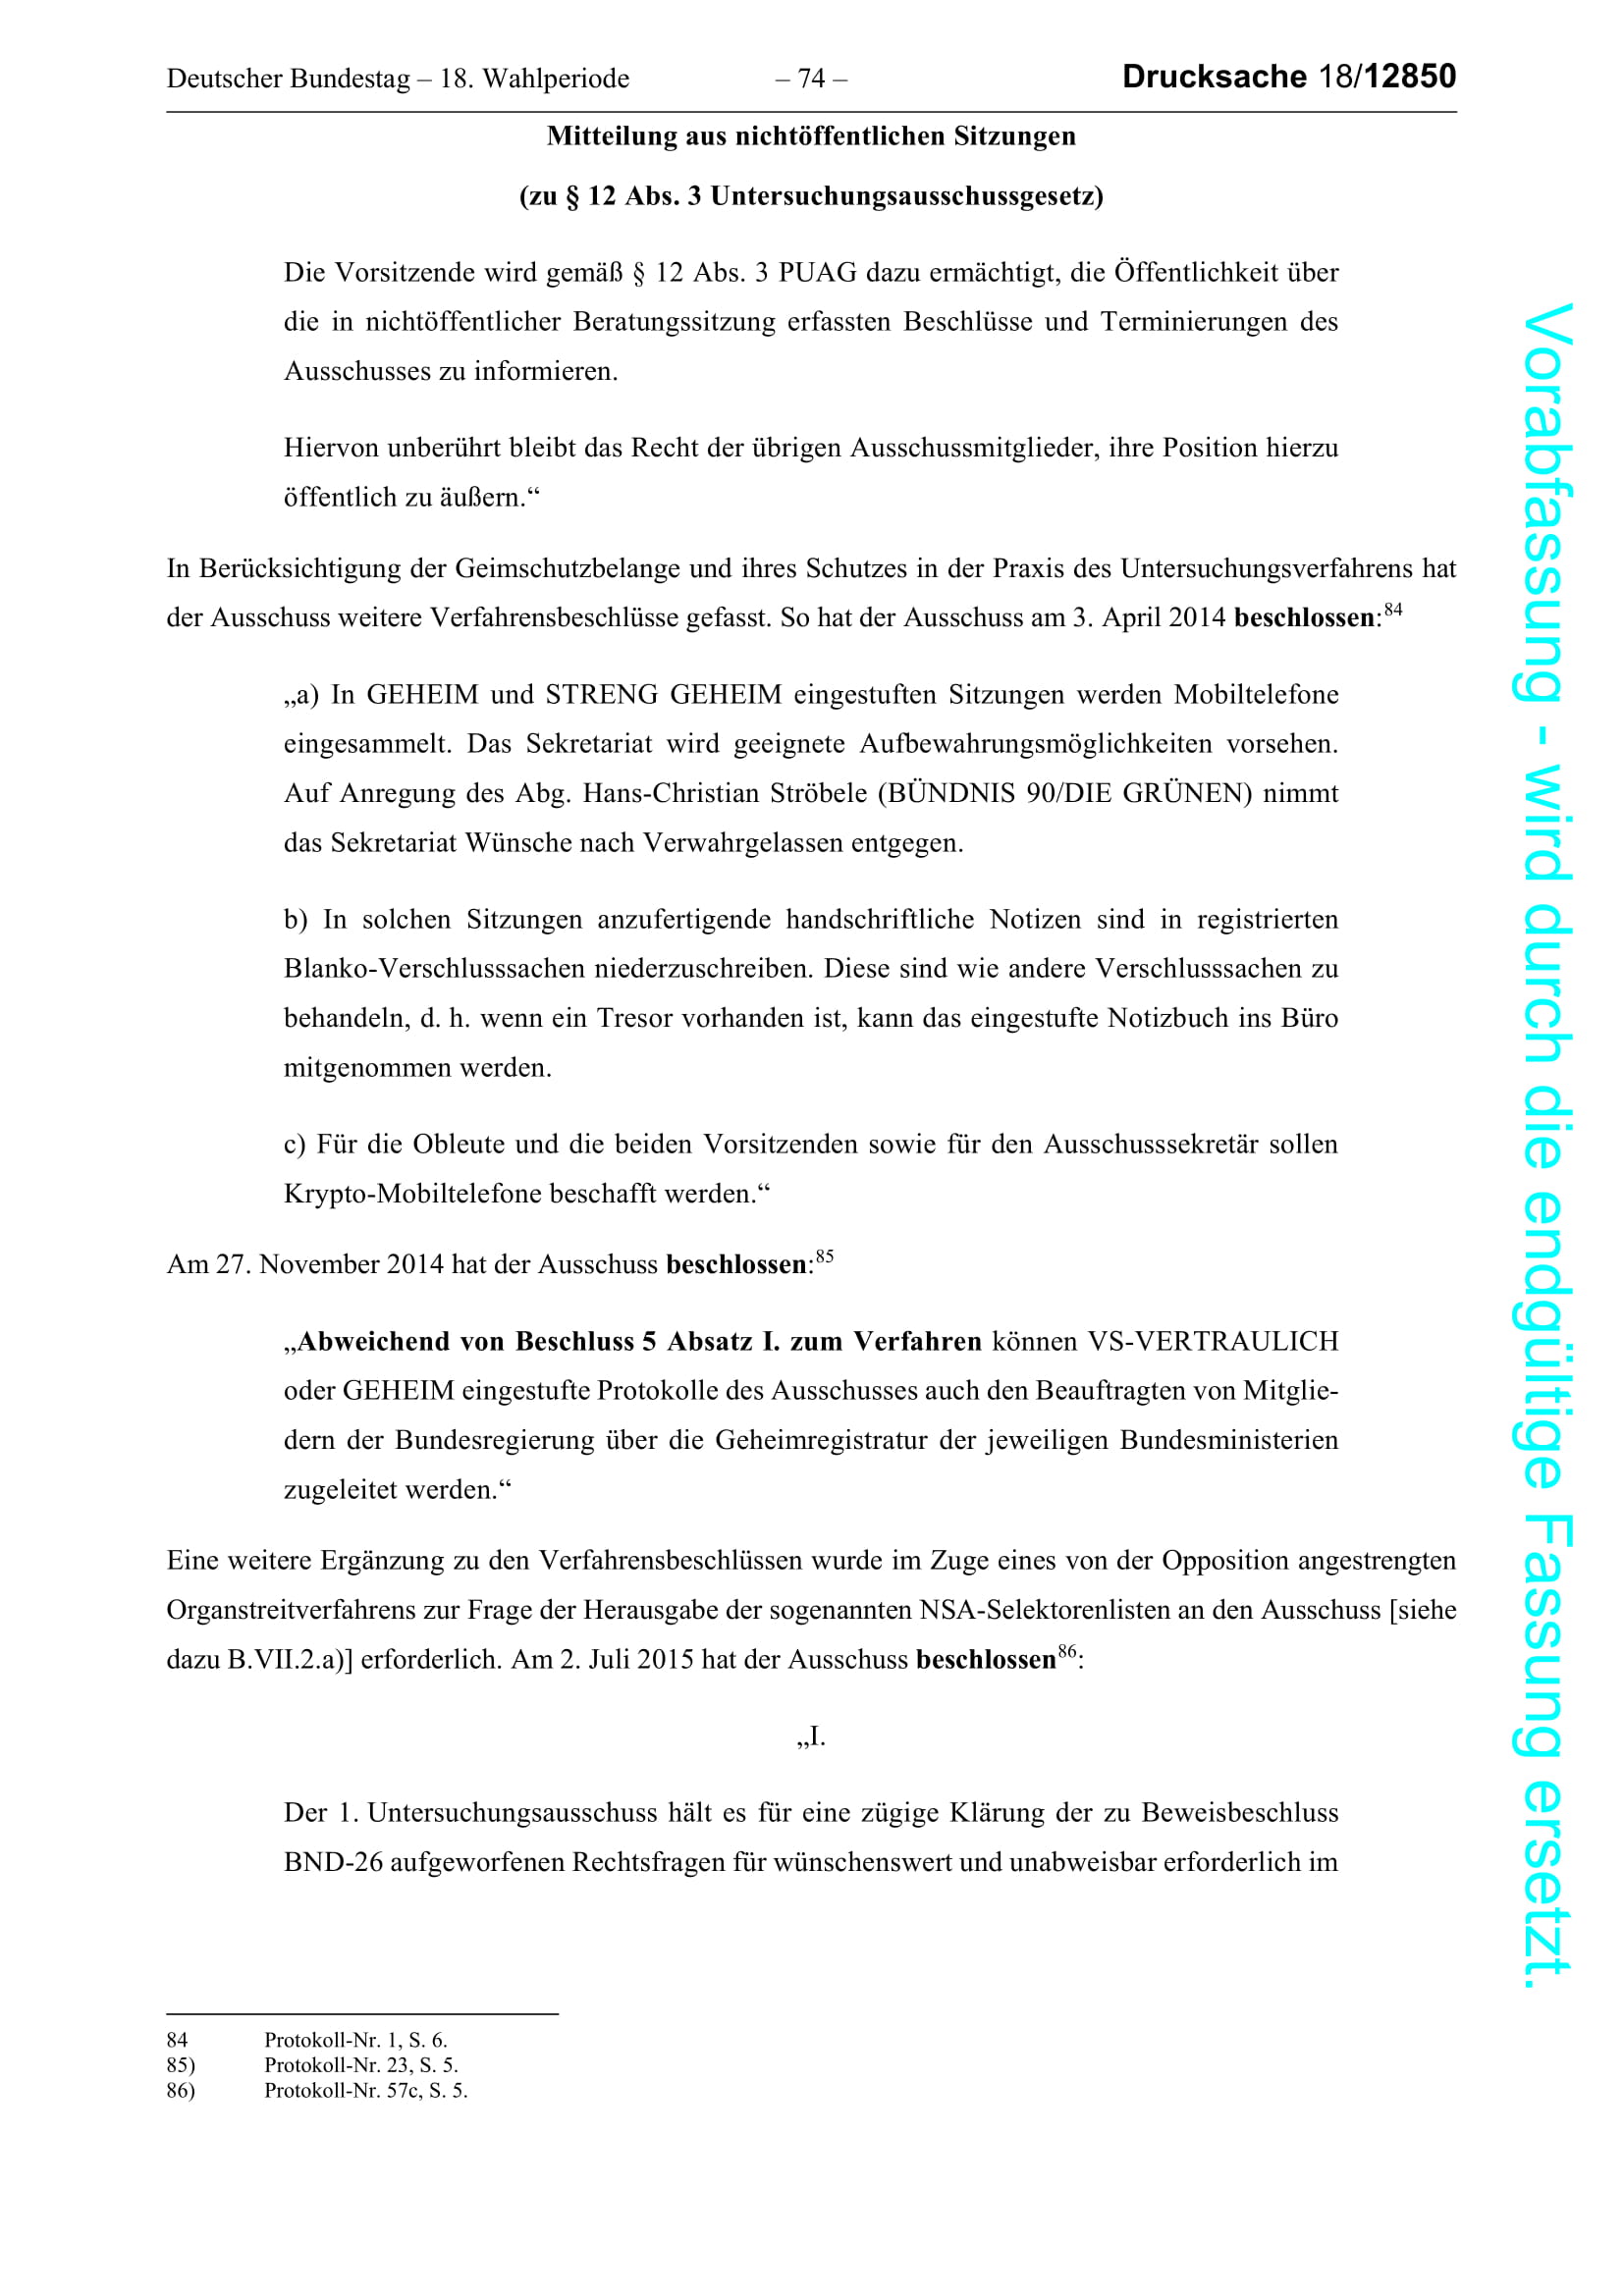 Deutscher Bundestag – 18. Wahlperiode – 74 – Drucksache 18/12850
Mitteilung aus nichtöffentlichen Sitzungen
(zu § 12 Abs. 3 Untersuchungsausschussgesetz)
Die Vorsitzende wird gemäß § 12 Abs. 3 PUAG dazu ermächtigt, die Öffentlichkeit über
die in nichtöffentlicher Beratungssitzung erfassten Beschlüsse und Terminierungen des
Ausschusses zu informieren.
Hiervon unberührt bleibt das Recht der übrigen Ausschussmitglieder, ihre Position hierzu
öffentlich zu äußern.“
In Berücksichtigung der Geimschutzbelange und ihres Schutzes in der Praxis des Untersuchungsverfahrens hat
der Ausschuss weitere Verfahrensbeschlüsse gefasst. So hat der Ausschuss am 3. April 2014 beschlossen:84
„a) In GEHEIM und STRENG GEHEIM eingestuften Sitzungen werden Mobiltelefone
eingesammelt. Das Sekretariat wird geeignete Aufbewahrungsmöglichkeiten vorsehen.
Auf Anregung des Abg. Hans-Christian Ströbele (BÜNDNIS 90/DIE GRÜNEN) nimmt
das Sekretariat Wünsche nach Verwahrgelassen entgegen.
b) In solchen Sitzungen anzufertigende handschriftliche Notizen sind in registrierten
Blanko-Verschlusssachen niederzuschreiben. Diese sind wie andere Verschlusssachen zu
behandeln, d. h. wenn ein Tresor vorhanden ist, kann das eingestufte Notizbuch ins Büro
mitgenommen werden.
c) Für die Obleute und die beiden Vorsitzenden sowie für den Ausschusssekretär sollen
Krypto-Mobiltelefone beschafft werden.“
Am 27. November 2014 hat der Ausschuss beschlossen:85
„Abweichend von Beschluss 5 Absatz I. zum Verfahren können VS-VERTRAULICH
oder GEHEIM eingestufte Protokolle des Ausschusses auch den Beauftragten von Mitglie-
dern der Bundesregierung über die Geheimregistratur der jeweiligen Bundesministerien
zugeleitet werden.“
Eine weitere Ergänzung zu den Verfahrensbeschlüssen wurde im Zuge eines von der Opposition angestrengten
Organstreitverfahrens zur Frage der Herausgabe der sogenannten NSA-Selektorenlisten an den Ausschuss [siehe
dazu B.VII.2.a)] erforderlich. Am 2. Juli 2015 hat der Ausschuss beschlossen86:
„I.
Der 1. Untersuchungsausschuss hält es für eine zügige Klärung der zu Beweisbeschluss
BND-26 aufgeworfenen Rechtsfragen für wünschenswert und unabweisbar erforderlich im
84 Protokoll-Nr. 1, S. 6.
85) Protokoll-Nr. 23, S. 5.
86) Protokoll-Nr. 57c, S. 5.
Vorabfassung - wird durch die endgültige Fassung ersetzt.